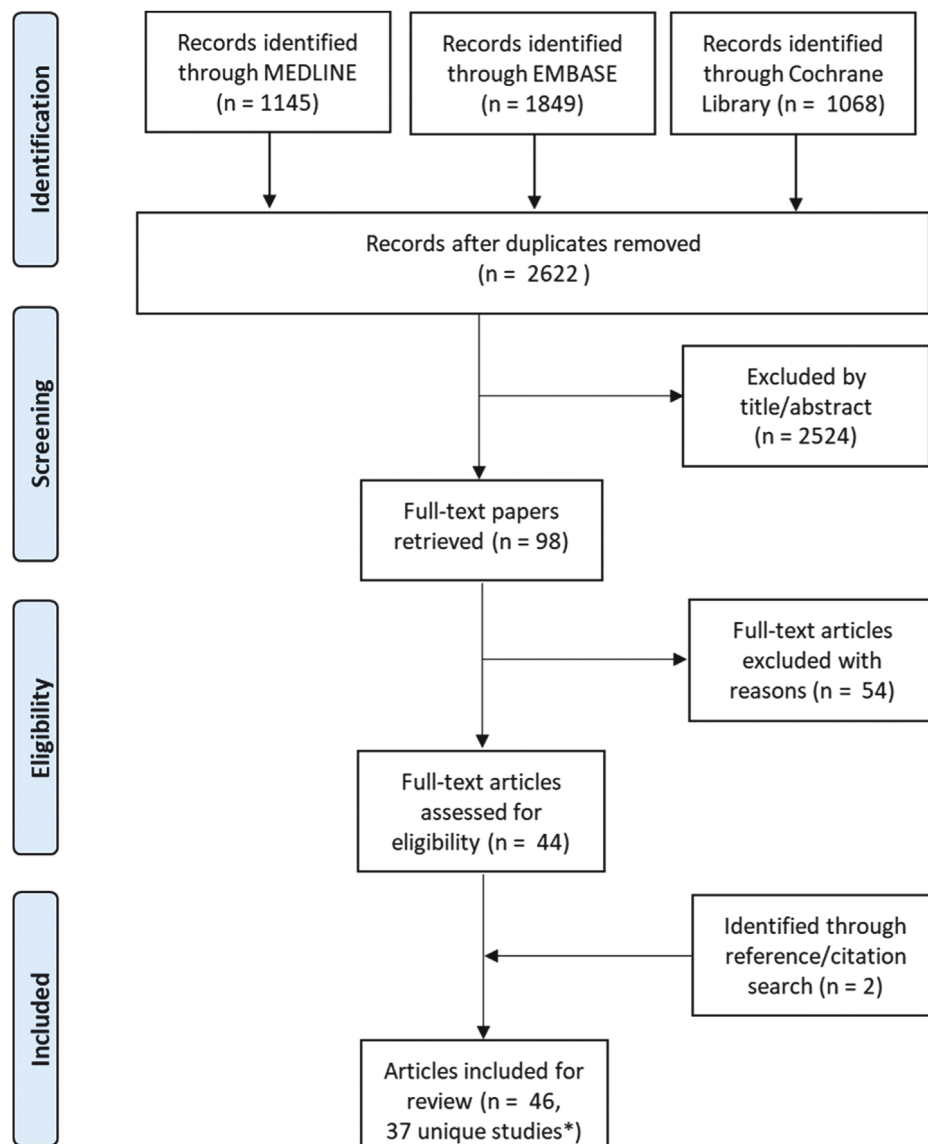 Identification
Records identified
through MEDLINE
(n = 1145)
Records identified
through EMBASE
(n = 1849)
Records identified
through Cochrane
Library (n = 1068)
Records after duplicates removed
(n = 2622 )
Screening
Excluded by
title/abstract
(n = 2524)
Full-text papers
retrieved (n = 98)
Eligibility
Full-text articles
excluded with
reasons (n = 54)
Full-text articles
assessed for
eligibility (n = 44)
Included
Identified through
reference/citation
search (n = 2)
Articles included for
review (n = 46,
37 unique studies*)